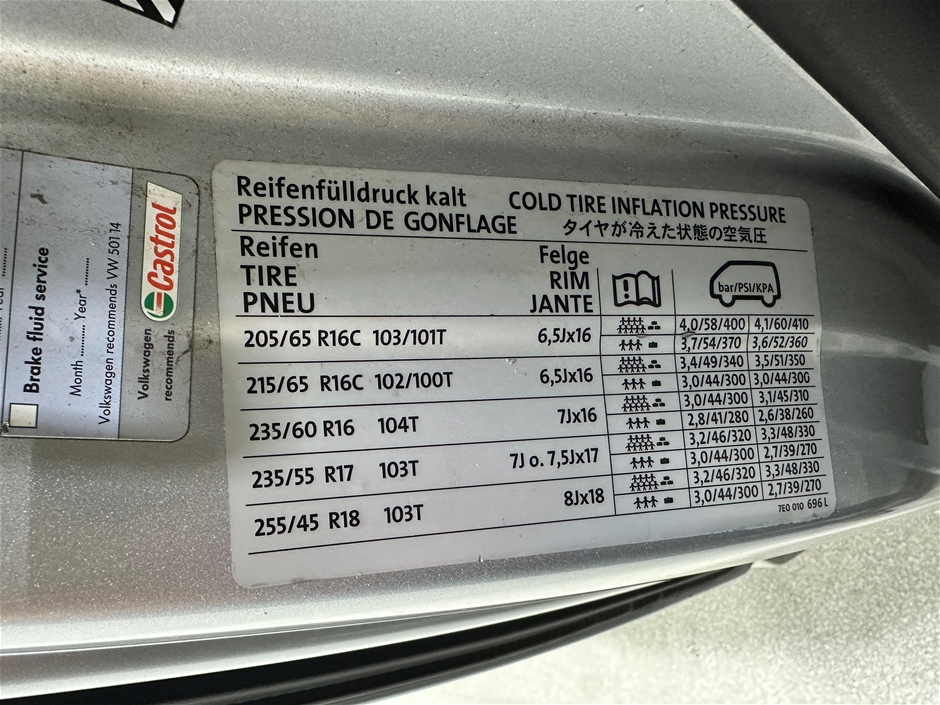 Reifenfülldruck kalt COLD TIRE INFLATION PRESSURE
PRESSION DE GONFLAGE タイヤが冷えた状態の空気圧
Reifen Felge
TIRE RIM
PNEU JANTE
bar/PSI/KPA
205/65 R16C 103/101T 6,5Jx16 4,0/58/400 4,1/60/410
3,7/54/370 3,6/52/360
215/65 R16C 102/100T 6,5Jx16 3,4/49/340 3,5/51/350
3,0/44/300 3,0/44/300
235/60 R16 104T 7Jx16 3,0/44/300 3,1/45/310
2,8/41/280 2,6/38/260
235/55 R17 103T 7J o. 7,5Jx17 3,2/46/320 3,3/48/330
3,0/44/300 2,7/39/270
255/45 R18 103T 8Jx18 3,2/46/320 3,3/48/330
3,0/44/300 2,7/39/270
7E0 010 696 L
Brake fluid service
Month .......... Year* ..........
Volkswagen recommends VW 501 14
Castrol
Volkswagen
recommends